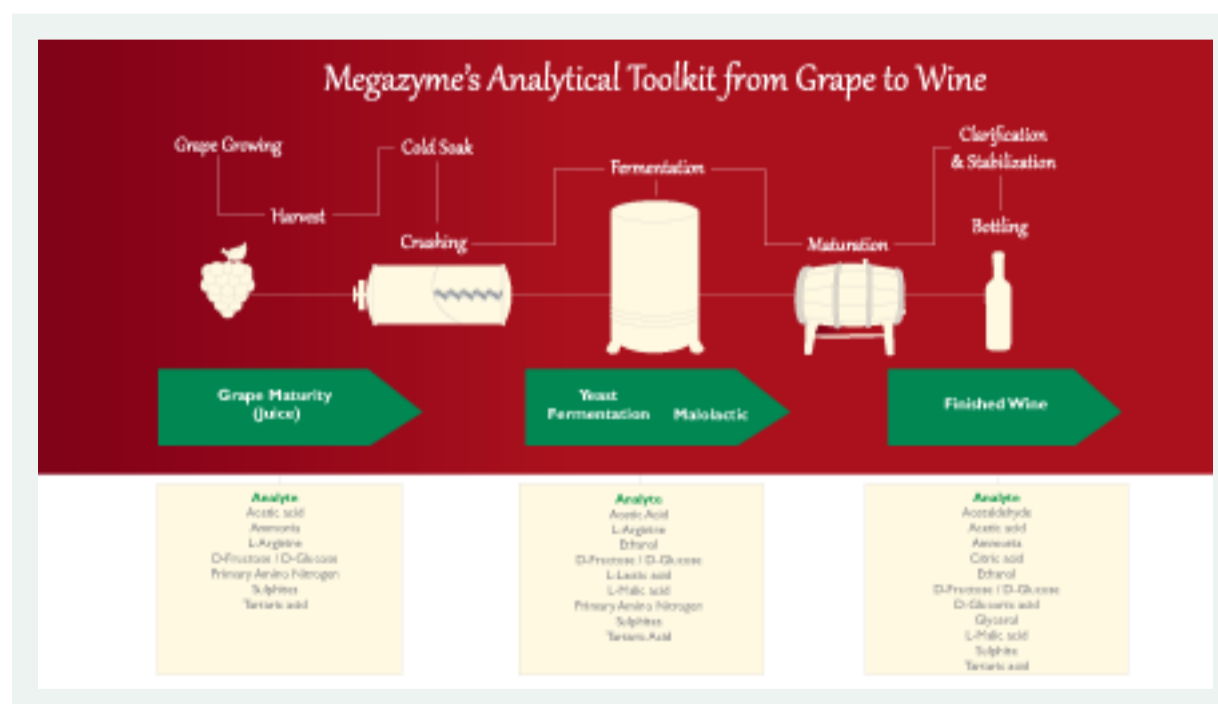 Megazyme's Analytical Toolkit from Grape to Wine
Grape Growing
Harvest
Cold Soak
Crushing
Fermentation
Maturation
Clarification
& Stabilization
Bottling
Grape Maturity
(Juice)
Yeast
Fermentation
Malolactic
Finished Wine
Analyte
Acetic acid
Ammonia
L-Arginine
D-Fructose / D-Glucose
Primary Amino Nitrogen
Sulphites
Tartaric acid
Analyte
Acetic Acid
L-Arginine
Ethanol
D-Fructose / D-Glucose
L-Lactic acid
L-Malic acid
Primary Amino Nitrogen
Sulphites
Tartaric Acid
Analyte
Acetaldehyde
Acetic acid
Ammonia
Citric acid
Ethanol
D-Fructose / D-Glucose
D-Gluconic acid
Glycerol
L-Malic acid
Sulphite
Tartaric acid